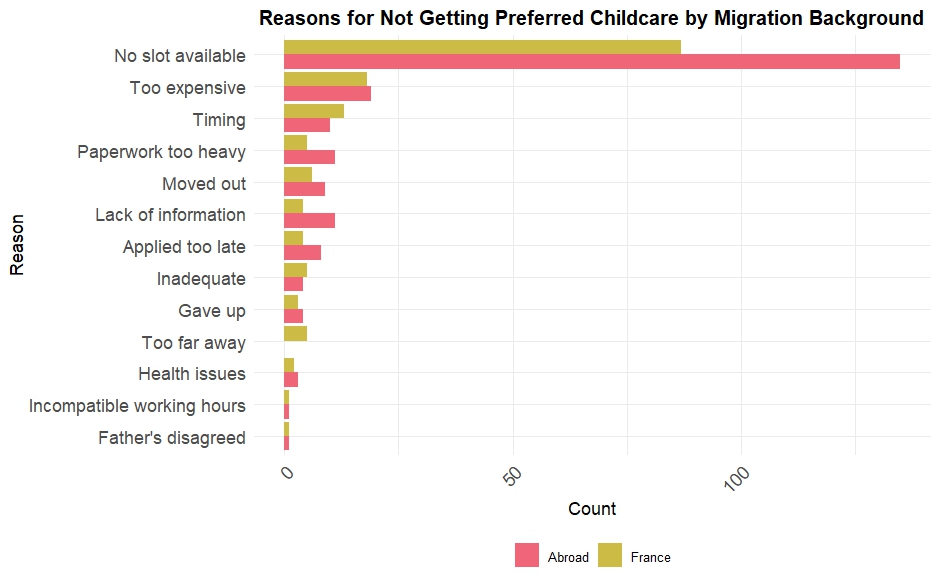 Reasons for Not Getting Preferred Childcare by Migration Background
No slot available
Too expensive
Timing
Paperwork too heavy
Moved out
Lack of information
Applied too late
Inadequate
Gave up
Too far away
Health issues
Incompatible working hours
Father's disagreed
Reason
0
50
100
Count
Abroad
France